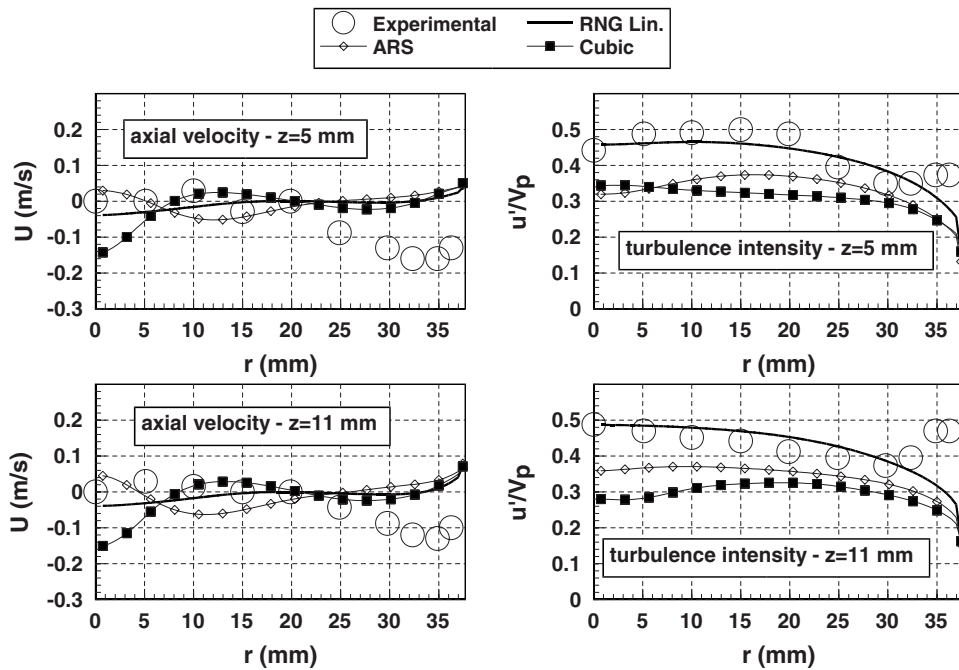 Experimental
RNG Lin.
ARS
Cubic
U (m/s)
0.2
0.1
0
-0.1
-0.2
-0.3
axial velocity - z=5 mm
0 5 10 15 20 25 30 35
r (mm)
u'/Vp
0.5
0.4
0.3
0.2
0.1
0
turbulence intensity - z=5 mm
0 5 10 15 20 25 30 35
r (mm)
U (m/s)
0.2
0.1
0
-0.1
-0.2
-0.3
axial velocity - z=11 mm
0 5 10 15 20 25 30 35
r (mm)
u'/Vp
0.5
0.4
0.3
0.2
0.1
0
turbulence intensity - z=11 mm
0 5 10 15 20 25 30 35
r (mm)